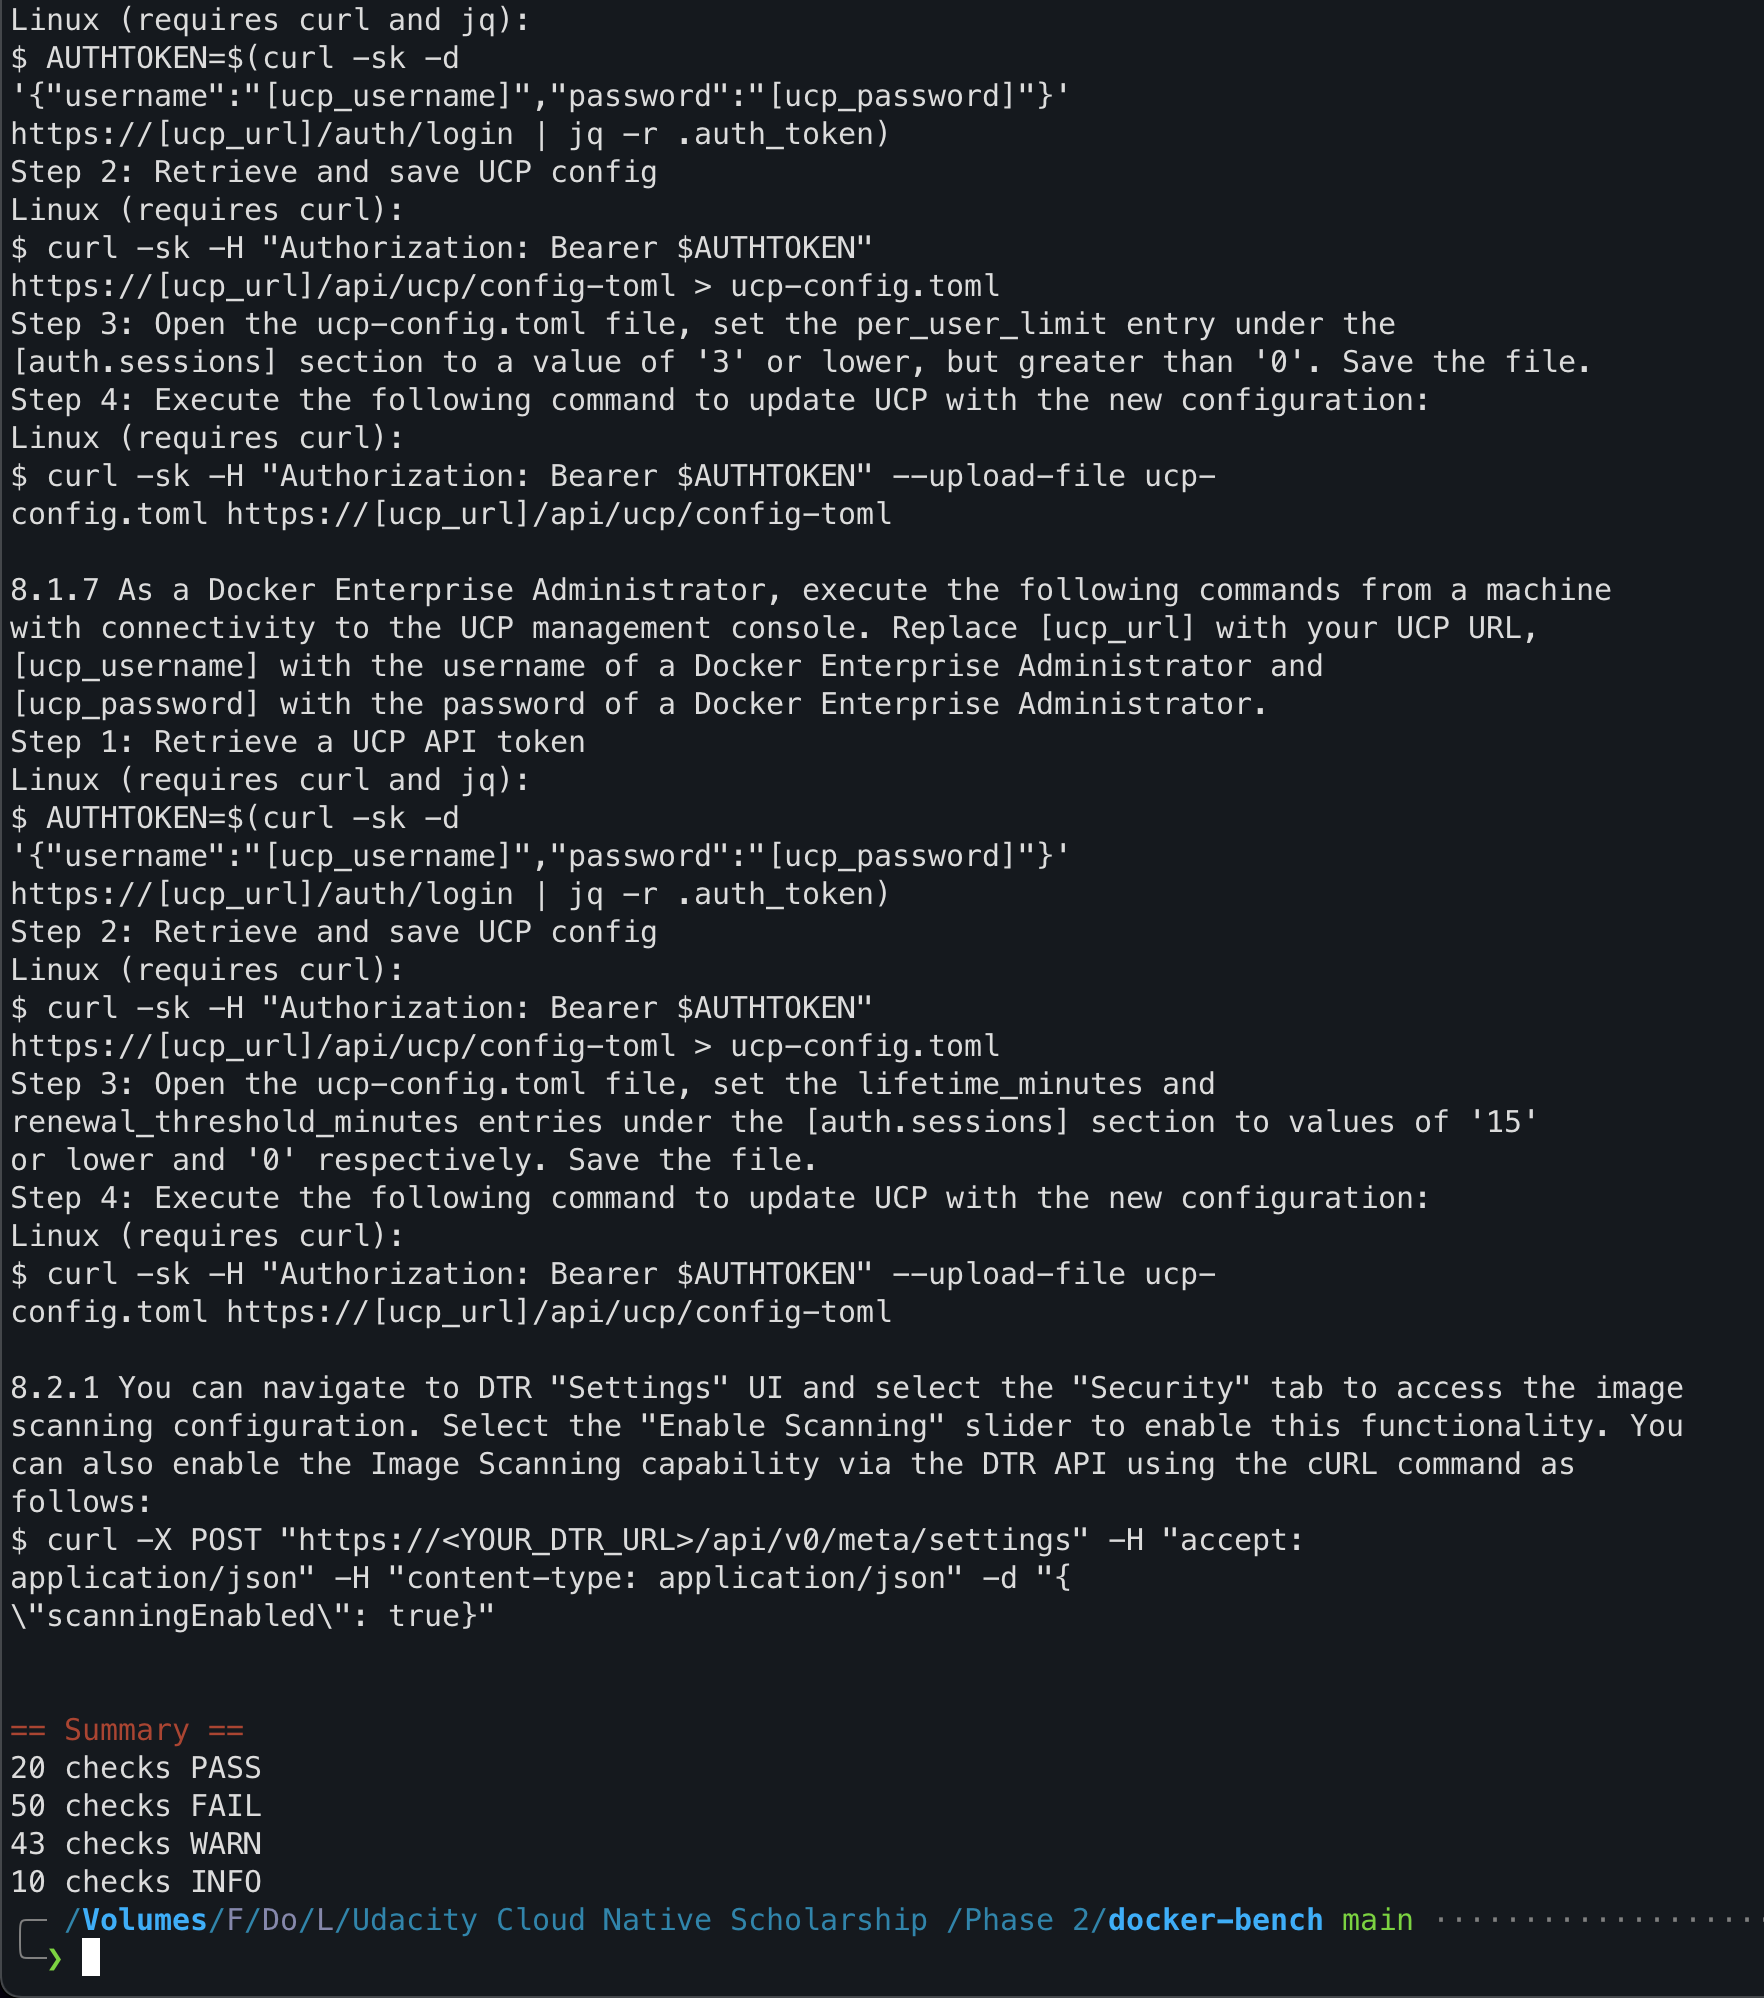 Linux (requires curl and jq):
$ AUTHTOKEN=$(curl -sk -d
'{"username":"[ucp_username]","password":"[ucp_password]"}'
https://[ucp_url]/auth/login | jq -r .auth_token)
Step 2: Retrieve and save UCP config
Linux (requires curl):
$ curl -sk -H "Authorization: Bearer $AUTHTOKEN"
https://[ucp_url]/api/ucp/config-toml > ucp-config.toml
Step 3: Open the ucp-config.toml file, set the per_user_limit entry under the
[auth.sessions] section to a value of '3' or lower, but greater than '0'. Save the file.
Step 4: Execute the following command to update UCP with the new configuration:
Linux (requires curl):
$ curl -sk -H "Authorization: Bearer $AUTHTOKEN" --upload-file ucp-
config.toml https://[ucp_url]/api/ucp/config-toml

8.1.7 As a Docker Enterprise Administrator, execute the following commands from a machine
with connectivity to the UCP management console. Replace [ucp_url] with your UCP URL,
[ucp_username] with the username of a Docker Enterprise Administrator and
[ucp_password] with the password of a Docker Enterprise Administrator.
Step 1: Retrieve a UCP API token
Linux (requires curl and jq):
$ AUTHTOKEN=$(curl -sk -d
'{"username":"[ucp_username]","password":"[ucp_password]"}'
https://[ucp_url]/auth/login | jq -r .auth_token)
Step 2: Retrieve and save UCP config
Linux (requires curl):
$ curl -sk -H "Authorization: Bearer $AUTHTOKEN"
https://[ucp_url]/api/ucp/config-toml > ucp-config.toml
Step 3: Open the ucp-config.toml file, set the lifetime_minutes and
renewal_threshold_minutes entries under the [auth.sessions] section to values of '15'
or lower and '0' respectively. Save the file.
Step 4: Execute the following command to update UCP with the new configuration:
Linux (requires curl):
$ curl -sk -H "Authorization: Bearer $AUTHTOKEN" --upload-file ucp-
config.toml https://[ucp_url]/api/ucp/config-toml

8.2.1 You can navigate to DTR "Settings" UI and select the "Security" tab to access the image
scanning configuration. Select the "Enable Scanning" slider to enable this functionality. You
can also enable the Image Scanning capability via the DTR API using the cURL command as
follows:
$ curl -X POST "https://<YOUR_DTR_URL>/api/v0/meta/settings" -H "accept:
application/json" -H "content-type: application/json" -d "{
\"scanningEnabled\": true}"

== Summary ==
20 checks PASS
50 checks FAIL
43 checks WARN
10 checks INFO
/Volumes/F/Do/L/Udacity Cloud Native Scholarship /Phase 2/docker-bench main ··················
❯